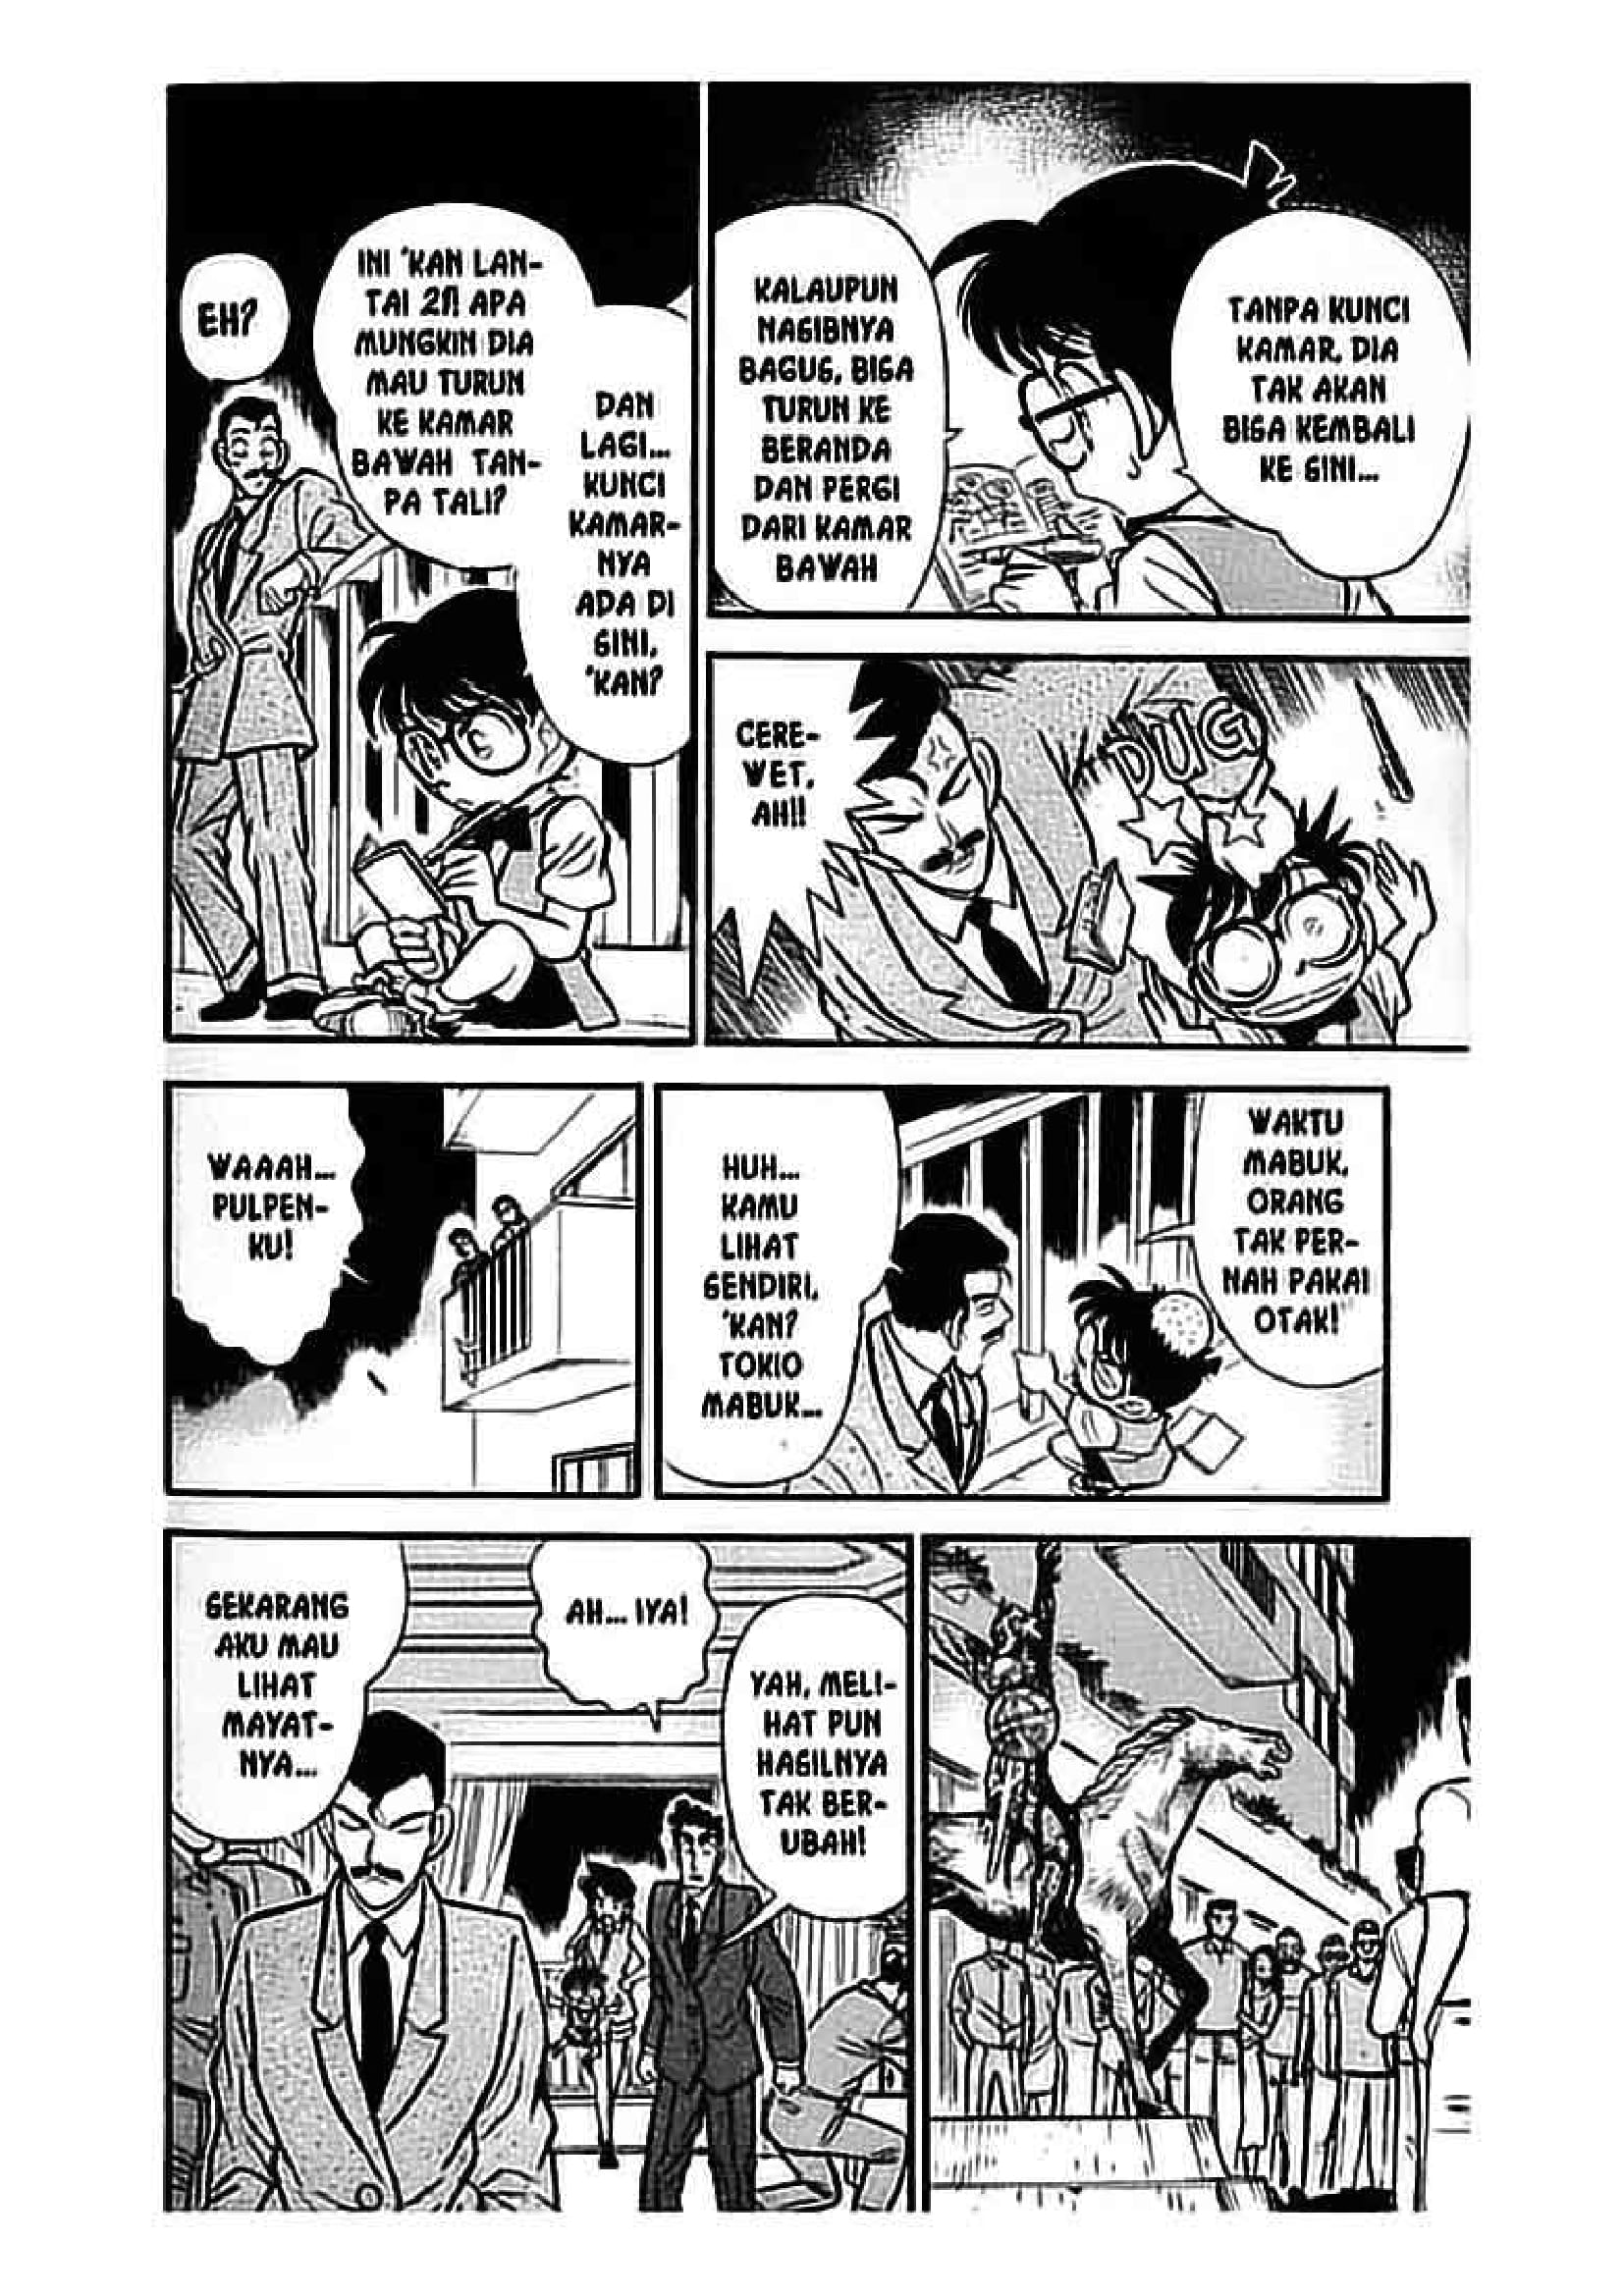 EH?
INI 'KAN LAN-
TAI 21! APA
MUNGKIN DIA
MAU TURUN
KE KAMAR
BAWAH TAN-
PA TALI?
DAN
LAGI...
KUNCI
KAMAR-
NYA
ADA DI
SINI,
'KAN?
KALAUPUN
NASIBNYA
BAGUS, BISA
TURUN KE
BERANDA
DAN PERGI
DARI KAMAR
BAWAH
TANPA KUNCI
KAMAR, DIA
TAK AKAN
BISA KEMBALI
KE SINI...
CERE-
WET,
AH!!
DUG
WAAAH...
PULPEN-
KU!
HUH...
KAMU
LIHAT
SENDIRI,
'KAN?
TOKIO
MABUK...
WAKTU
MABUK,
ORANG
TAK PER-
NAH PAKAI
OTAK!
SEKARANG
AKU MAU
LIHAT
MAYAT-
NYA...
AH... IYA!
YAH, MELI-
HAT PUN
HASILNYA
TAK BER-
UBAH!